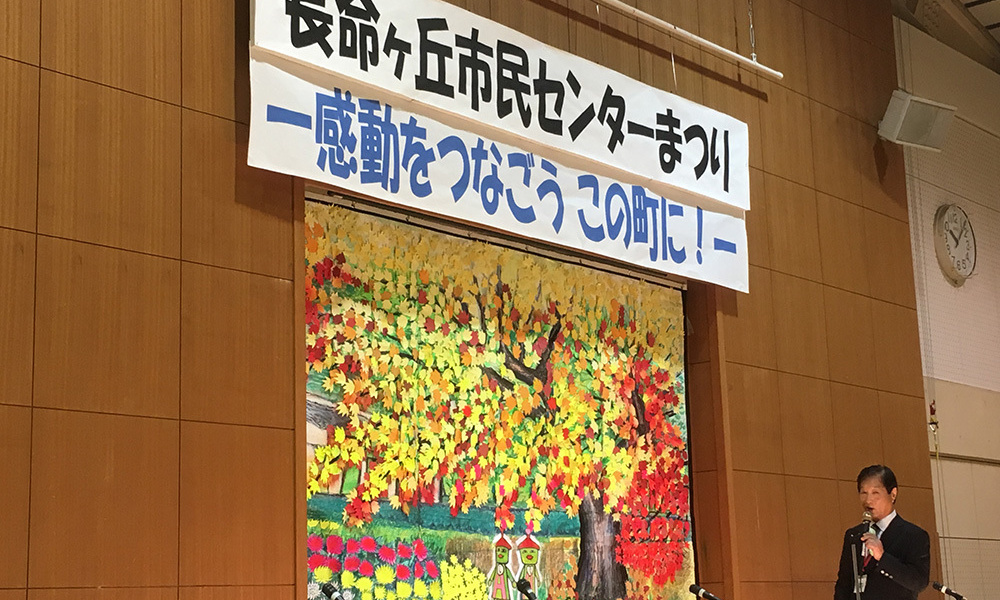 長命ヶ丘市民センターまつり
ー感動をつなごう この町に！ー